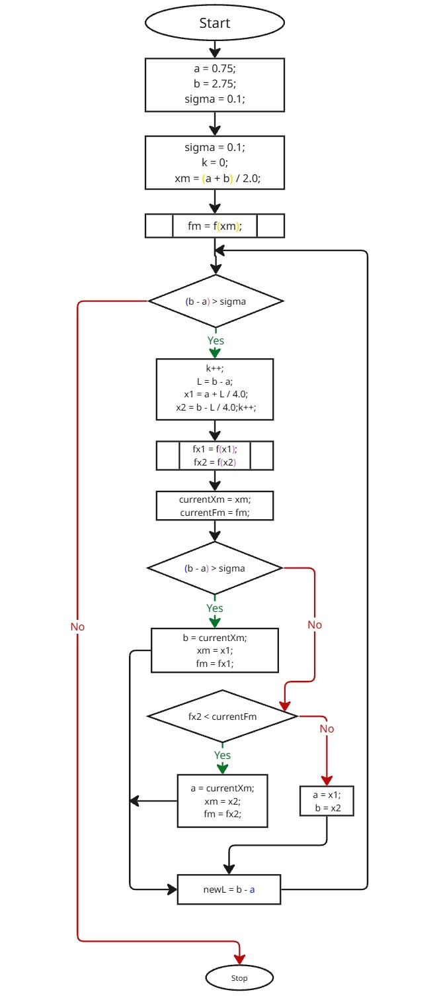 Start
a = 0.75;
b = 2.75;
sigma = 0.1;
sigma = 0.1;
k = 0;
xm = (a + b) / 2.0;
fm = f(xm);
(b - a) > sigma
Yes
k++;
L = b - a;
x1 = a + L / 4.0;
x2 = b - L / 4.0;k++;
fx1 = f(x1);
fx2 = f(x2)
currentXm = xm;
currentFm = fm;
(b - a) > sigma
Yes
No
No
b = currentXm;
xm = x1;
fm = fx1;
fx2 < currentFm
No
Yes
a = currentXm;
xm = x2;
fm = fx2;
a = x1;
b = x2
newL = b - a
Stop